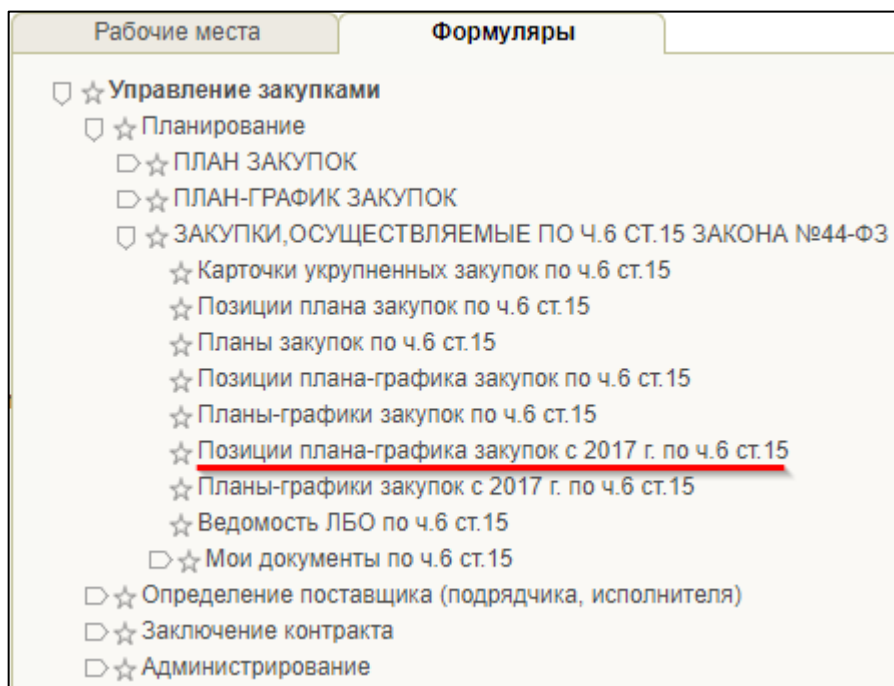 Рабочие места
Формуляры
Управление закупками
Планирование
ПЛАН ЗАКУПОК
ПЛАН-ГРАФИК ЗАКУПОК
ЗАКУПКИ,ОСУЩЕСТВЛЯЕМЫЕ ПО Ч.6 СТ.15 ЗАКОНА №44-ФЗ
Карточки укрупненных закупок по ч.6 ст.15
Позиции плана закупок по ч.6 ст.15
Планы закупок по ч.6 ст.15
Позиции плана-графика закупок по ч.6 ст.15
Планы-графики закупок по ч.6 ст.15
Позиции плана-графика закупок с 2017 г. по ч.6 ст.15
Планы-графики закупок с 2017 г. по ч.6 ст.15
Ведомость ЛБО по ч.6 ст.15
Мои документы по ч.6 ст.15
Определение поставщика (подрядчика, исполнителя)
Заключение контракта
Администрирование